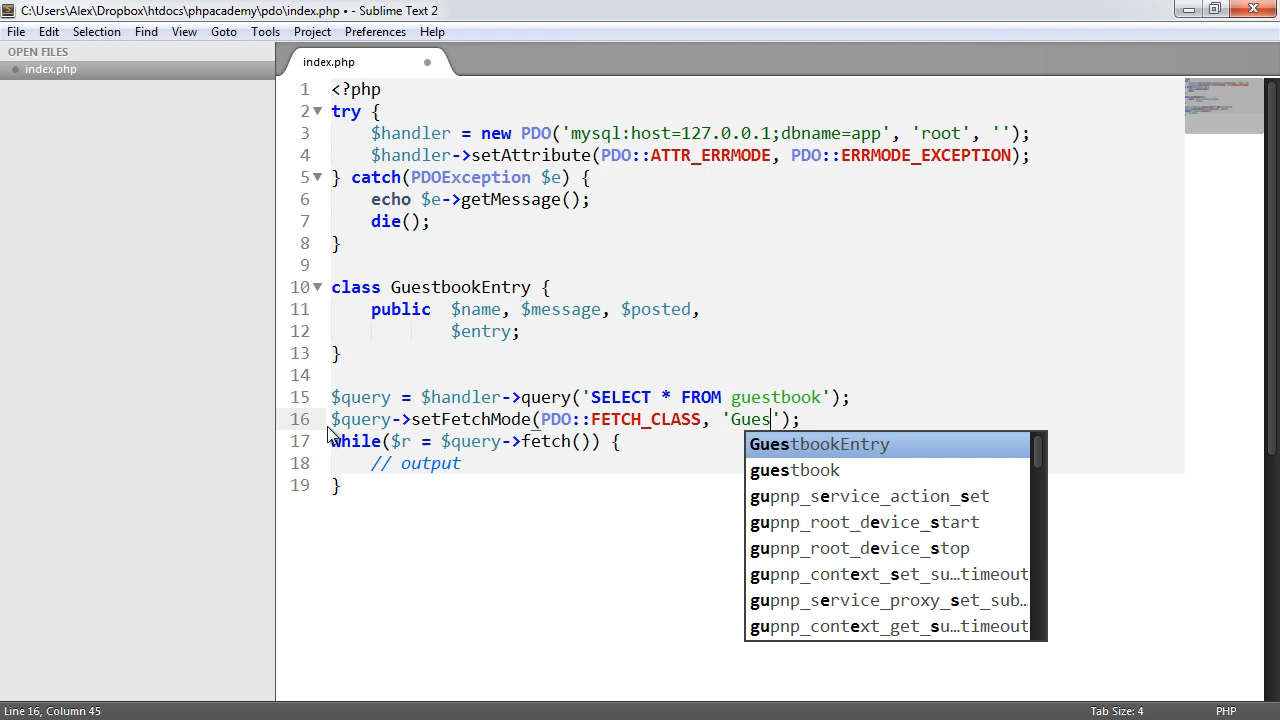 C:\Users\Alex\Dropbox\htdocs\phpacademy\pdo\index.php • - Sublime Text 2
File Edit Selection Find View Goto Tools Project Preferences Help
OPEN FILES
index.php
index.php
1 <?php
2 try {
3 $handler = new PDO('mysql:host=127.0.0.1;dbname=app', 'root', '');
4 $handler->setAttribute(PDO::ATTR_ERRMODE, PDO::ERRMODE_EXCEPTION);
5 } catch(PDOException $e) {
6 echo $e->getMessage();
7 die();
8 }
9
10 class GuestbookEntry {
11 public $name, $message, $posted,
12 $entry;
13 }
14
15 $query = $handler->query('SELECT * FROM guestbook');
16 $query->setFetchMode(PDO::FETCH_CLASS, 'Gues');
17 while($r = $query->fetch()) {
18 // output
19 }
GuestbookEntry
guestbook
gupnp_service_action_set
gupnp_root_device_start
gupnp_root_device_stop
gupnp_context_set_su…timeout
gupnp_service_proxy_set_sub…
gupnp_context_get_su…timeout
Line 16, Column 45
Tab Size: 4
PHP